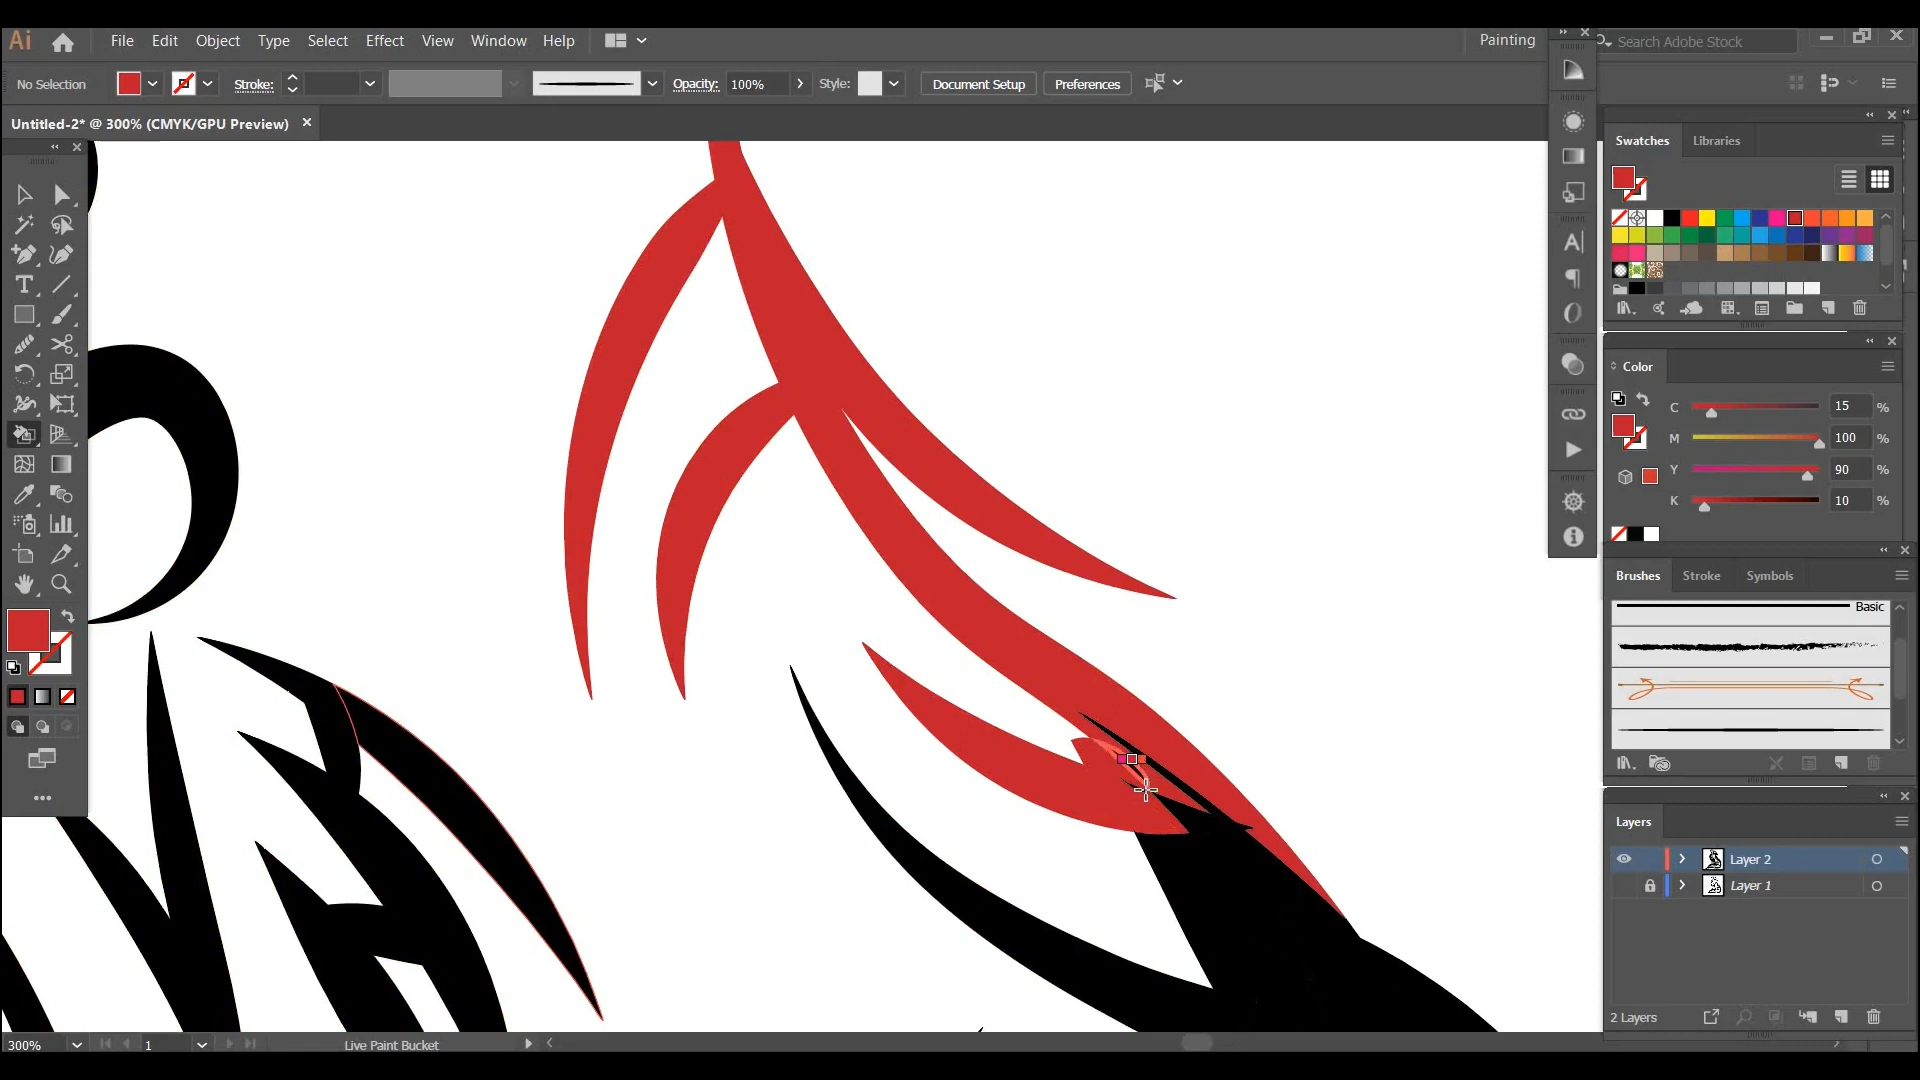 Ai File Edit Object Type Select Effect View Window Help Painting Search Adobe Stock
No Selection Stroke: Opacity: 100% Style: Document Setup Preferences
Untitled-2* @ 300% (CMYK/GPU Preview)
Swatches Libraries
Color
C 15 %
M 100 %
Y 90 %
K 10 %
Brushes Stroke Symbols
Basic
Layers
Layer 2
Layer 1
2 Layers
300% 1 Live Paint Bucket